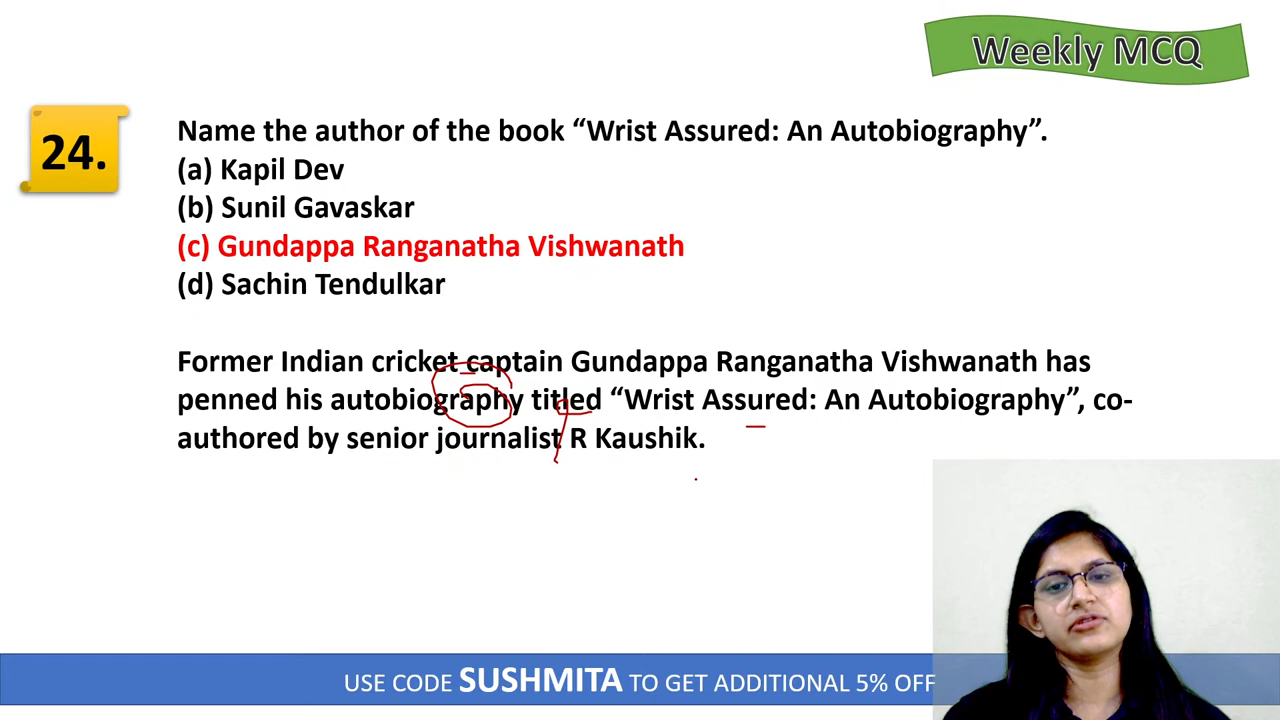 Weekly MCQ
24.
Name the author of the book “Wrist Assured: An Autobiography”.
(a) Kapil Dev
(b) Sunil Gavaskar
(c) Gundappa Ranganatha Vishwanath
(d) Sachin Tendulkar
Former Indian cricket captain Gundappa Ranganatha Vishwanath has
penned his autobiography titled “Wrist Assured: An Autobiography”, co-
authored by senior journalist R Kaushik.
USE CODE SUSHMITA TO GET ADDITIONAL 5% OFF